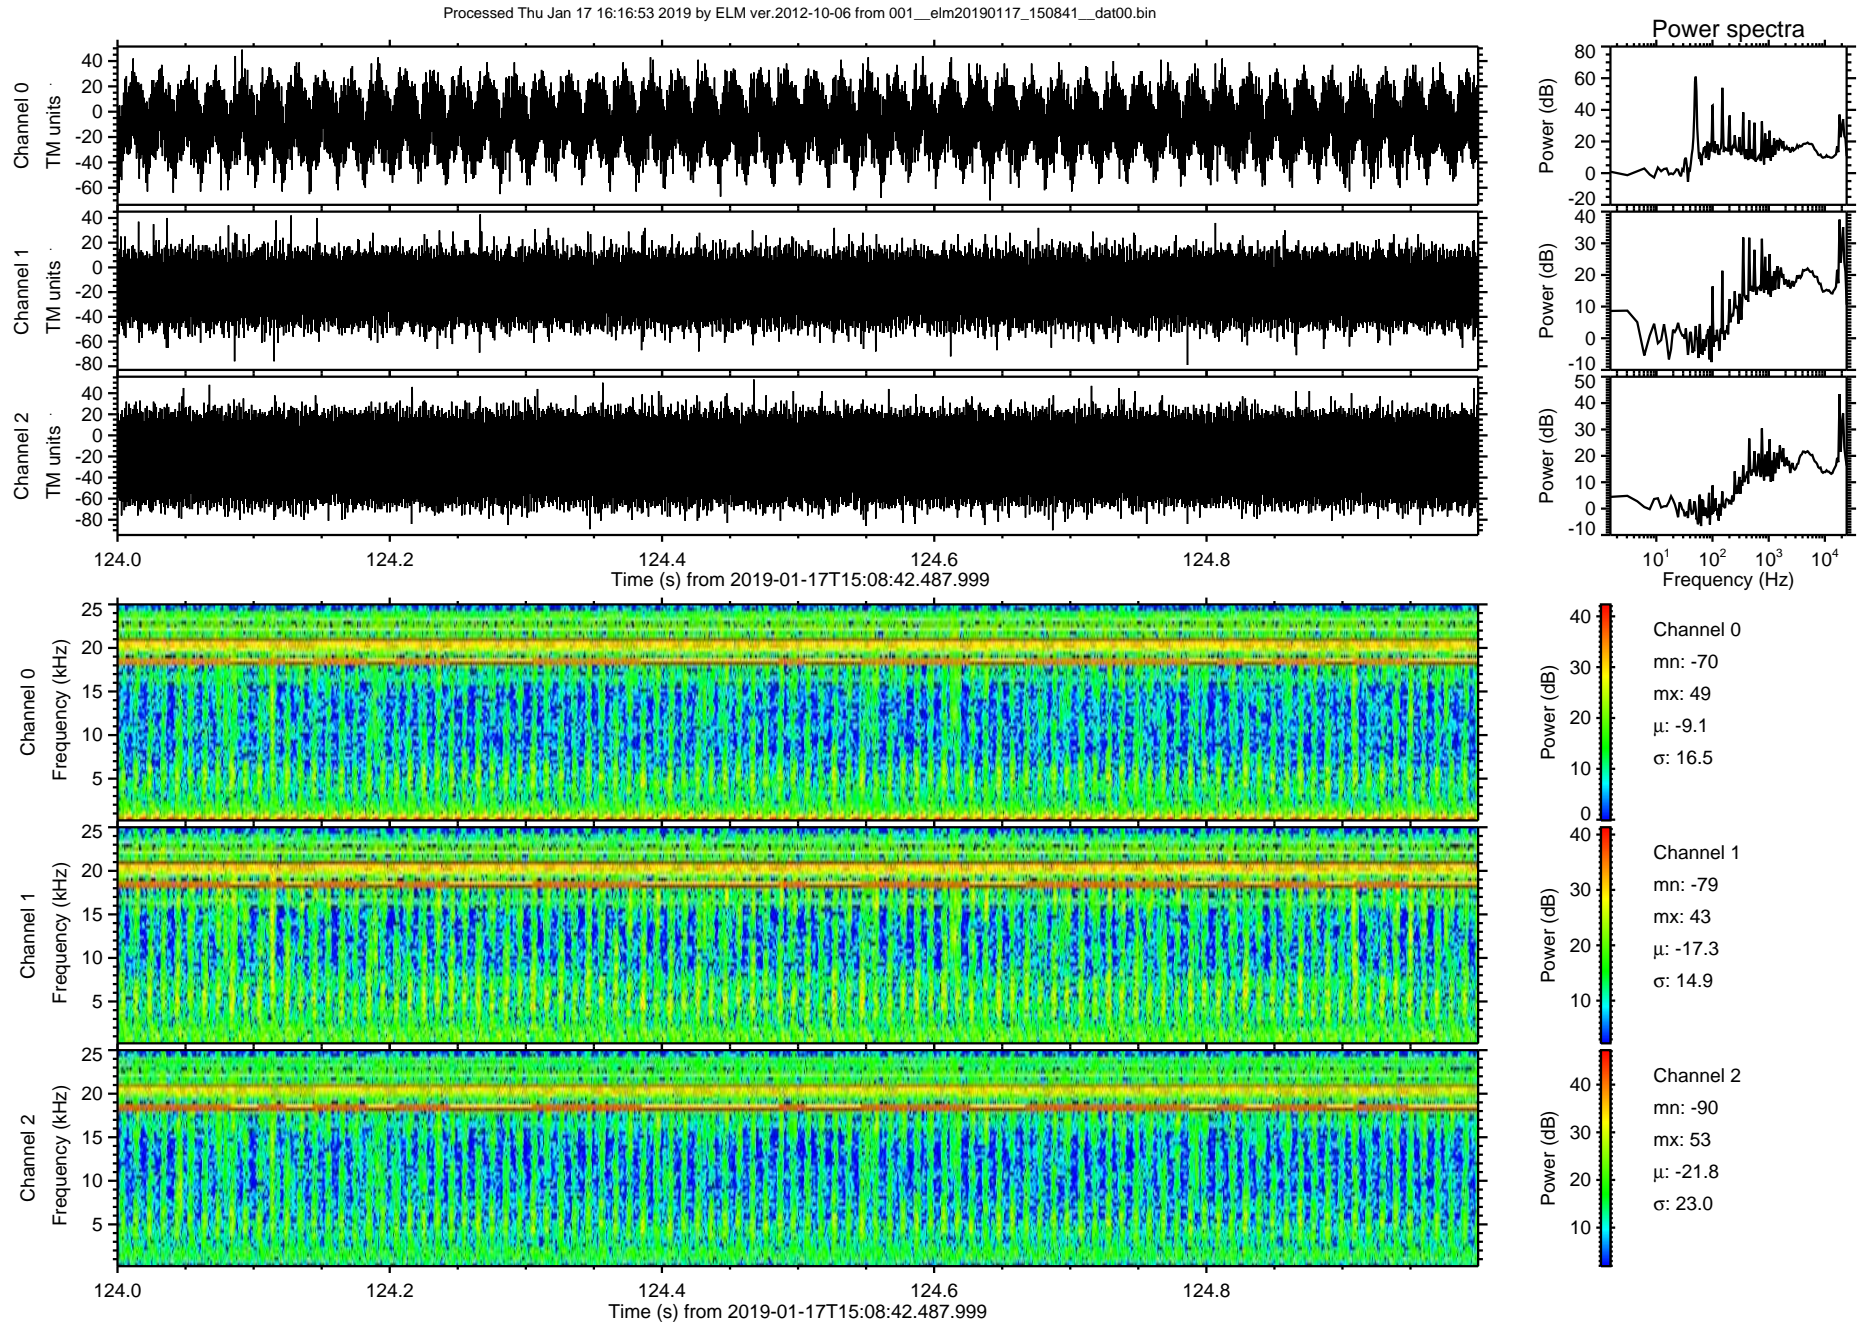 Processed Thu Jan 17 16:16:53 2019 by ELM ver.2012-10-06 from 001__elm20190117_150841__dat00.bin
Power spectra
Channel 0
TM units
40
20
0
-20
-40
-60
Power (dB)
80
60
40
20
0
-20
Channel 1
TM units
40
20
0
-20
-40
-60
-80
Power (dB)
40
30
20
10
0
-10
Channel 2
TM units
40
20
0
-20
-40
-60
-80
Power (dB)
50
40
30
20
10
0
-10
124.0 124.2 124.4 124.6 124.8
Time (s) from 2019-01-17T15:08:42.487.999
10¹ 10² 10³ 10⁴
Frequency (Hz)
Channel 0
Frequency (kHz)
25
20
15
10
5
Power (dB)
40
30
20
10
0
Channel 0
mn: -70
mx: 49
μ: -9.1
σ: 16.5
Channel 1
Frequency (kHz)
25
20
15
10
5
Power (dB)
40
30
20
10
Channel 1
mn: -79
mx: 43
μ: -17.3
σ: 14.9
Channel 2
Frequency (kHz)
25
20
15
10
5
Power (dB)
40
30
20
10
Channel 2
mn: -90
mx: 53
μ: -21.8
σ: 23.0
124.0 124.2 124.4 124.6 124.8
Time (s) from 2019-01-17T15:08:42.487.999